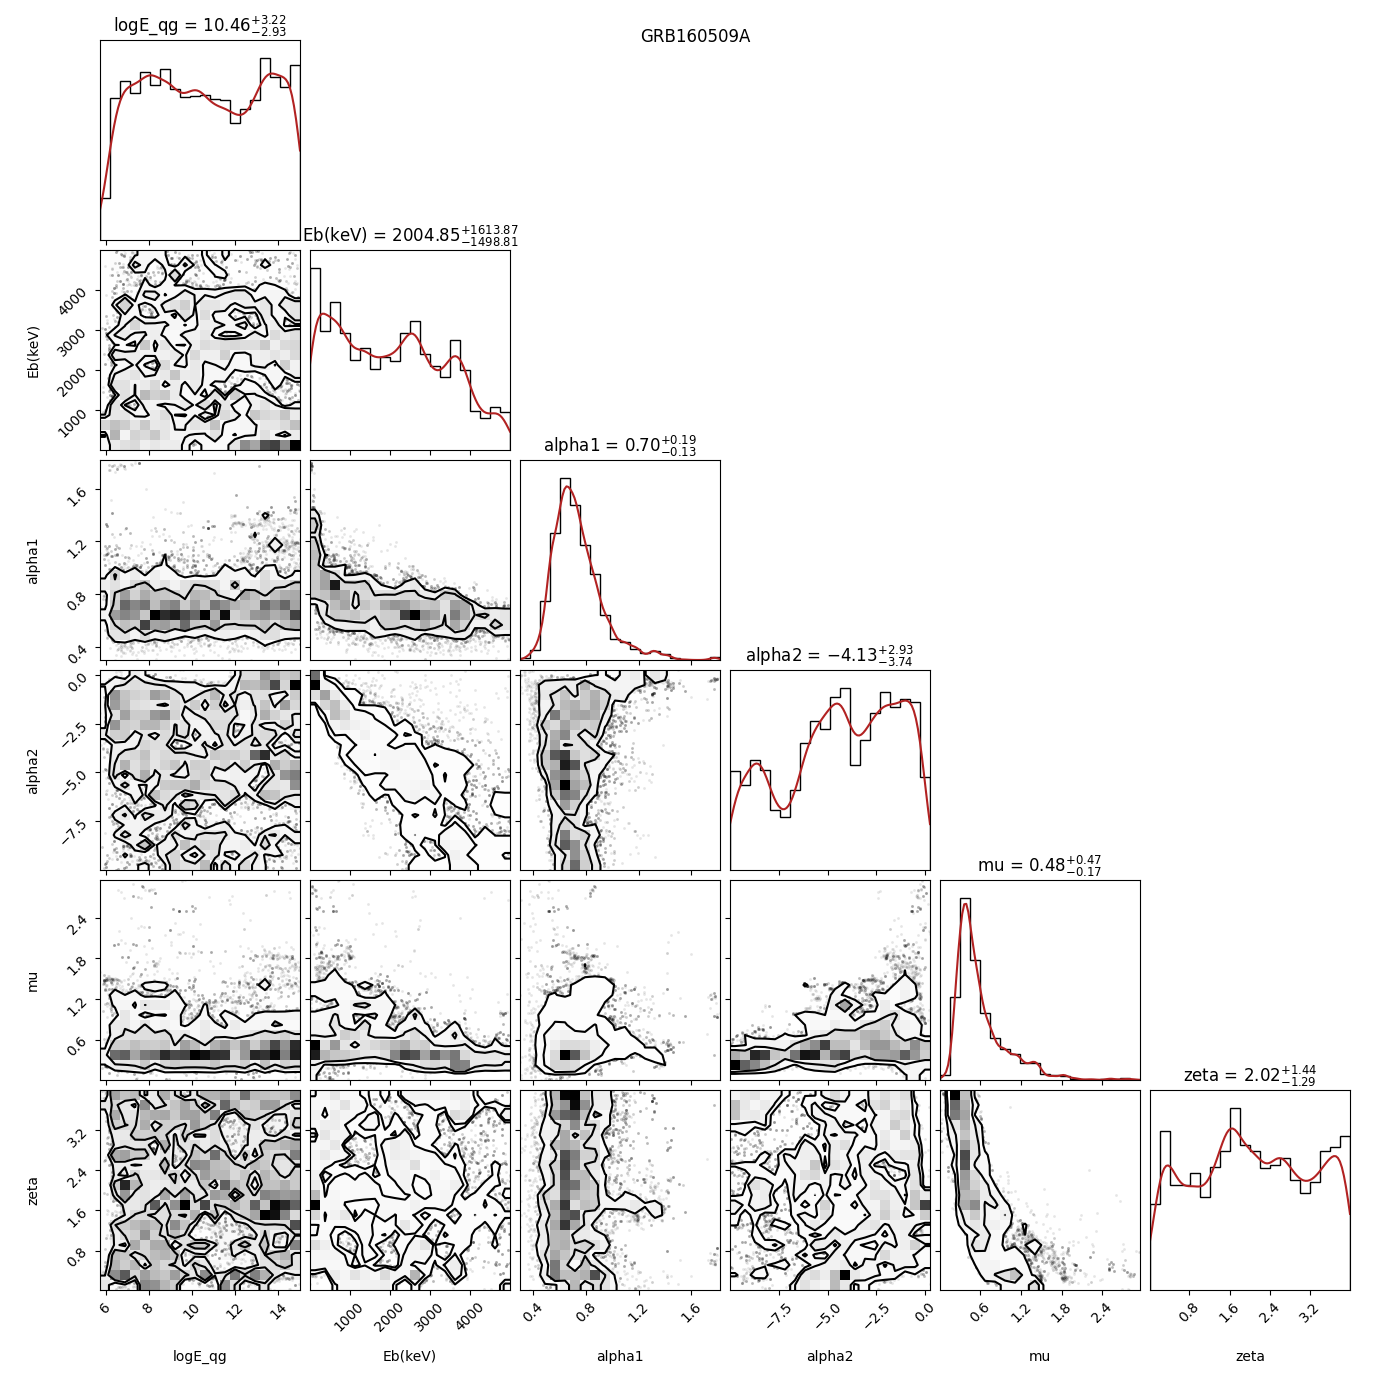 GRB160509A
logE_qg = 10.46+3.22 −2.93
Eb(keV) = 2004.85+1613.87 −1498.81
Eb(keV)
4000
3000
2000
1000
alpha1 = 0.70+0.19 −0.13
alpha1
1.6
1.2
0.8
0.4
alpha2 = −4.13+2.93 −3.74
alpha2
0.0
−2.5
−5.0
−7.5
mu = 0.48+0.47 −0.17
mu
2.4
1.8
1.2
0.6
zeta = 2.02+1.44 −1.29
zeta
3.2
2.4
1.6
0.8
6 8 10 12 14
1000 2000 3000 4000
0.4 0.8 1.2 1.6
−7.5 −5.0 −2.5 0.0
0.6 1.2 1.8 2.4
0.8 1.6 2.4 3.2
logE_qg Eb(keV) alpha1 alpha2 mu zeta